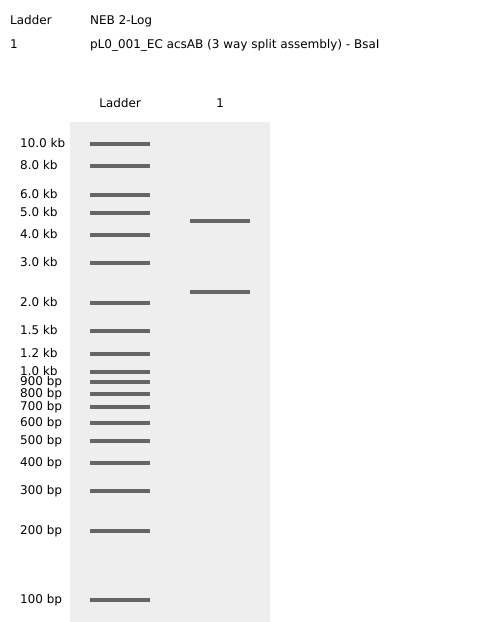 Ladder NEB 2-Log
1 pL0_001_EC acsAB (3 way split assembly) - BsaI
Ladder 1
10.0 kb
8.0 kb
6.0 kb
5.0 kb
4.0 kb
3.0 kb
2.0 kb
1.5 kb
1.2 kb
1.0 kb
900 bp
800 bp
700 bp
600 bp
500 bp
400 bp
300 bp
200 bp
100 bp